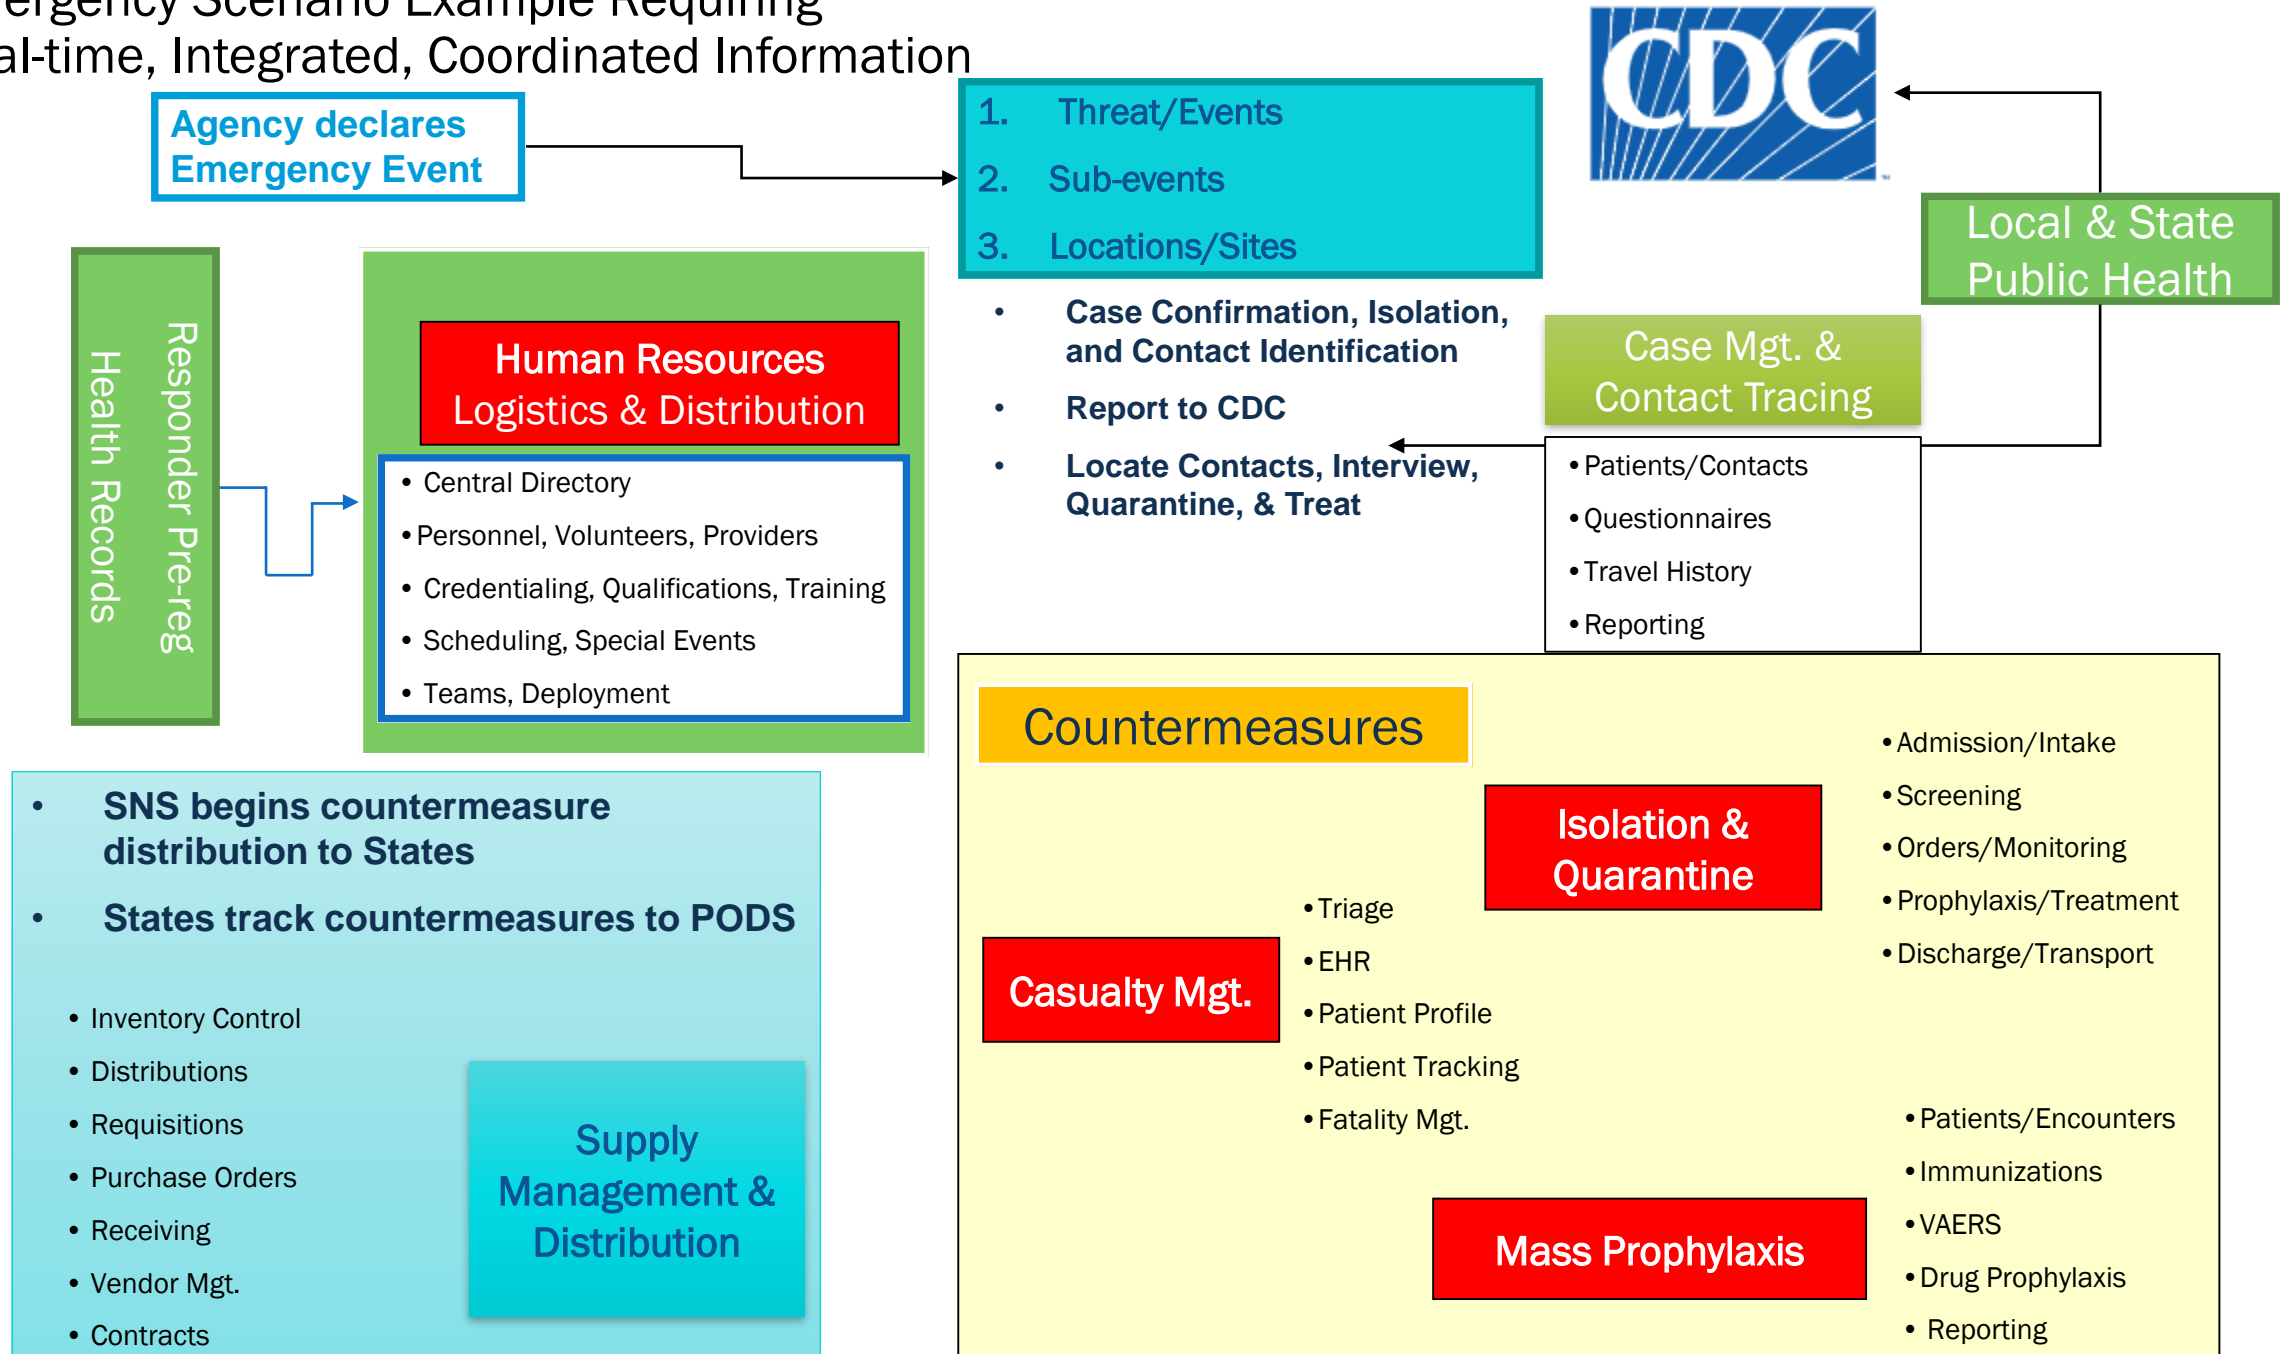 ergency Scenario Example Requiring
al-time, Integrated, Coordinated Information
Agency declares
Emergency Event
1. Threat/Events
2. Sub-events
3. Locations/Sites
CDC
Local & State
Public Health
Responder Pre-reg
Health Records
Human Resources
Logistics & Distribution
• Central Directory
• Personnel, Volunteers, Providers
• Credentialing, Qualifications, Training
• Scheduling, Special Events
• Teams, Deployment
• Case Confirmation, Isolation,
and Contact Identification
• Report to CDC
• Locate Contacts, Interview,
Quarantine, & Treat
Case Mgt. &
Contact Tracing
• Patients/Contacts
• Questionnaires
• Travel History
• Reporting
• SNS begins countermeasure
distribution to States
• States track countermeasures to PODS
• Inventory Control
• Distributions
• Requisitions
• Purchase Orders
• Receiving
• Vendor Mgt.
• Contracts
Supply
Management &
Distribution
Countermeasures
Isolation &
Quarantine
• Admission/Intake
• Screening
• Orders/Monitoring
• Prophylaxis/Treatment
• Discharge/Transport
Casualty Mgt.
• Triage
• EHR
• Patient Profile
• Patient Tracking
• Fatality Mgt.
Mass Prophylaxis
• Patients/Encounters
• Immunizations
• VAERS
• Drug Prophylaxis
• Reporting